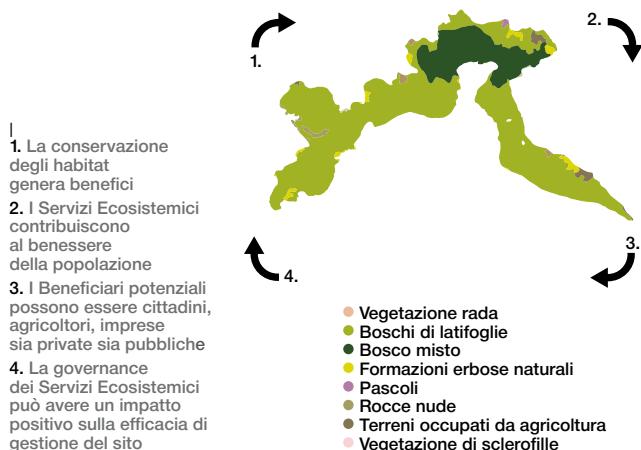 1.
2.
3.
4.
1. La conservazione
degli habitat
genera benefici
2. I Servizi Ecosistemici
contribuiscono
al benessere
della popolazione
3. I Beneficiari potenziali
possono essere cittadini,
agricoltori, imprese
sia private sia pubbliche
4. La governance
dei Servizi Ecosistemici
può avere un impatto
positivo sulla efficacia di
gestione del sito
Vegetazione rada
Boschi di latifoglie
Bosco misto
Formazioni erbose naturali
Pascoli
Rocce nude
Terreni occupati da agricoltura
Vegetazione di sclerofille